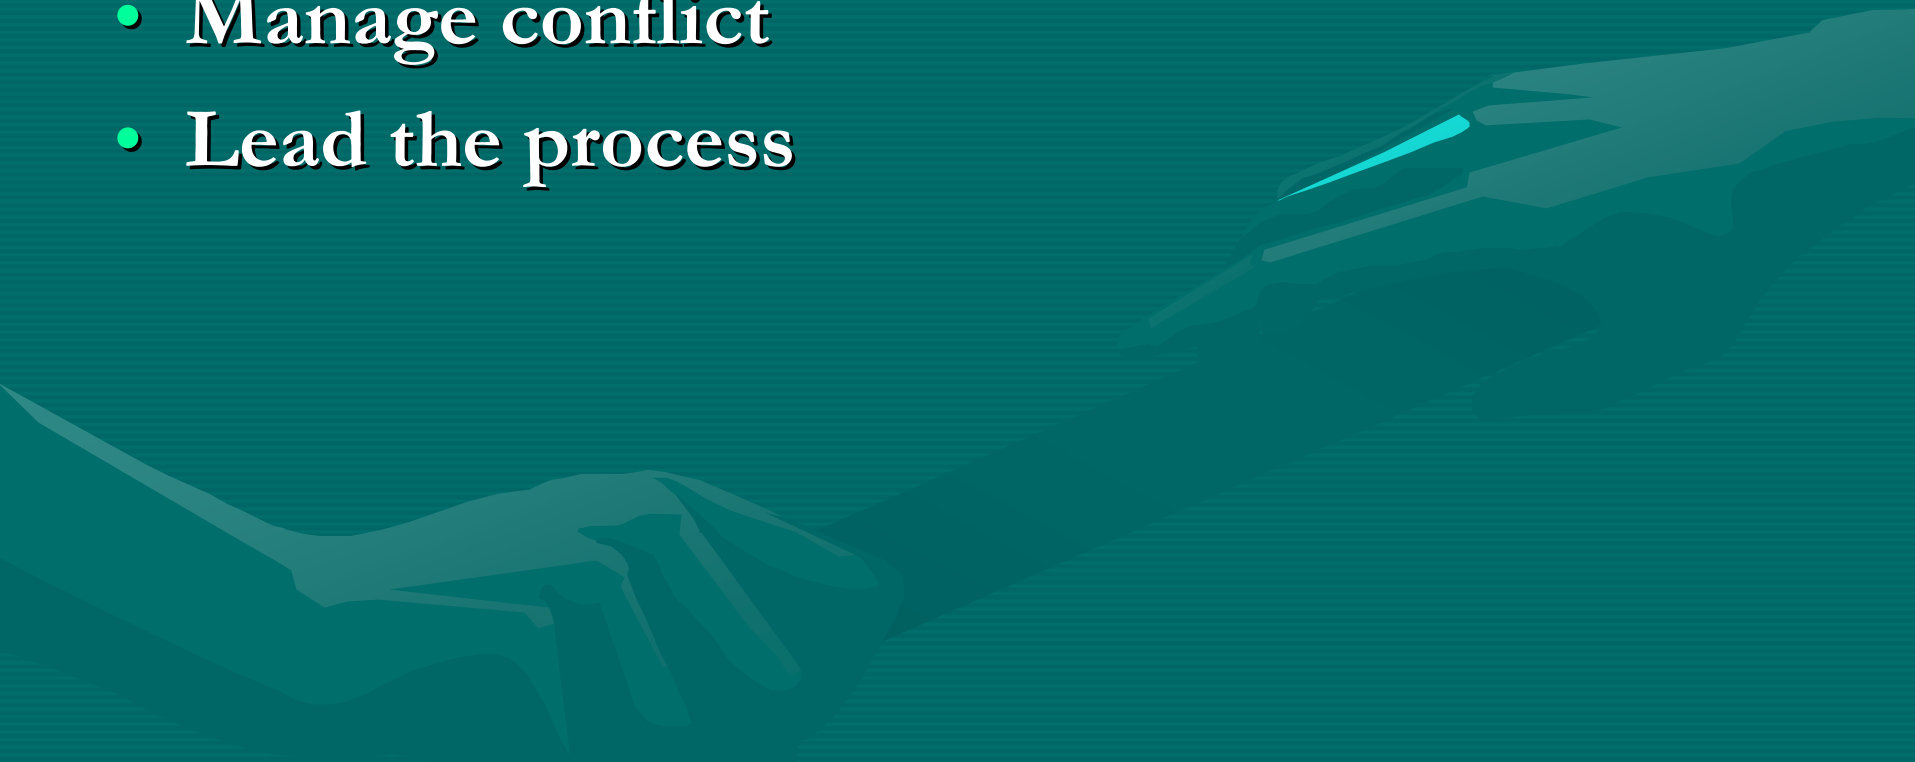 • Manage conflict
• Lead the process